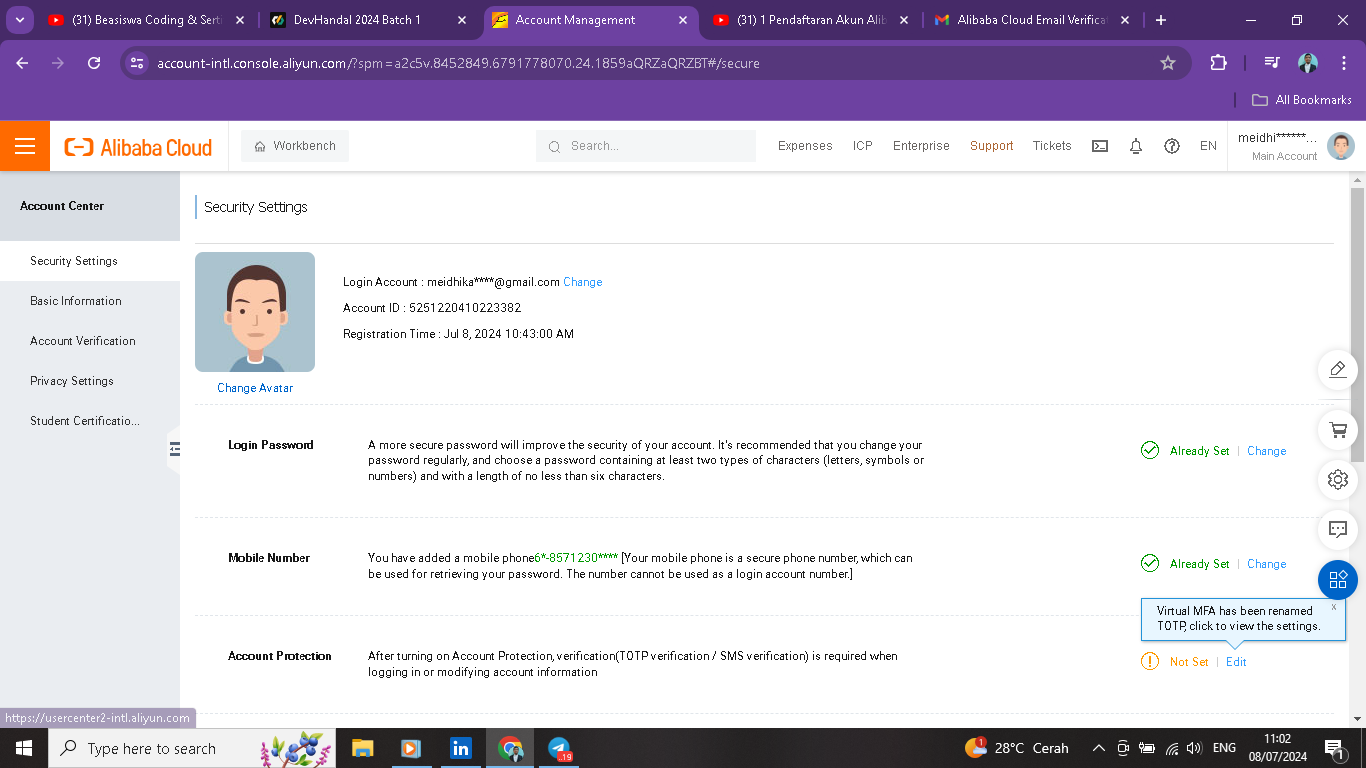 (31) Beasiswa Coding & Serti
DevHandal 2024 Batch 1
Account Management
(31) 1 Pendaftaran Akun Alib
Alibaba Cloud Email Verificat
account-intl.console.aliyun.com/?spm=a2c5v.8452849.6791778070.24.1859aQRZaQRZBT#/secure
All Bookmarks
Alibaba Cloud
Workbench
Search...
Expenses
ICP
Enterprise
Support
Tickets
EN
meidhi******...
Main Account
Account Center
Security Settings
Basic Information
Account Verification
Privacy Settings
Student Certificatio...
Security Settings
Login Account : meidhika****@gmail.com Change
Account ID : 5251220410223382
Registration Time : Jul 8, 2024 10:43:00 AM
Change Avatar
Login Password
A more secure password will improve the security of your account. It's recommended that you change your
password regularly, and choose a password containing at least two types of characters (letters, symbols or
numbers) and with a length of no less than six characters.
Already Set | Change
Mobile Number
You have added a mobile phone6*-8571230**** [Your mobile phone is a secure phone number, which can
be used for retrieving your password. The number cannot be used as a login account number.]
Already Set | Change
Virtual MFA has been renamed
TOTP, click to view the settings.
x
Account Protection
After turning on Account Protection, verification(TOTP verification / SMS verification) is required when
logging in or modifying account information
Not Set | Edit
https://usercenter2-intl.aliyun.com
Type here to search
..19
1
28°C Cerah
ENG
11:02
08/07/2024
1